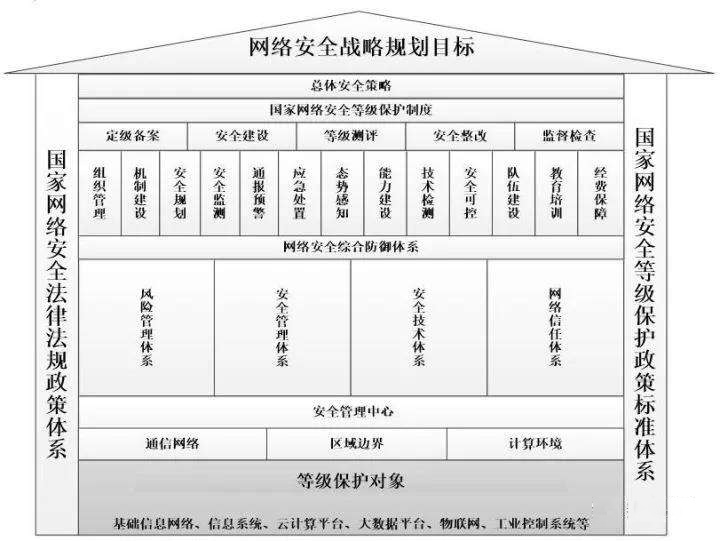 网络安全战略规划目标
国家网络安全法律法规政策体系
总体安全策略
国家网络安全等级保护制度
定级备案 安全建设 等级测评 安全整改 监督检查
组织管理 机制建设 安全规划 安全监测 通报预警 应急处置 态势感知 能力建设 技术检测 安全可控 队伍建设 教育培训 经费保障
网络安全综合防御体系
风险管理体系 安全管理体系 安全技术体系 网络信任体系
安全管理中心
通信网络 区域边界 计算环境
等级保护对象
基础信息网络、信息系统、云计算平台、大数据平台、物联网、工业控制系统等
国家网络安全等级保护政策标准体系